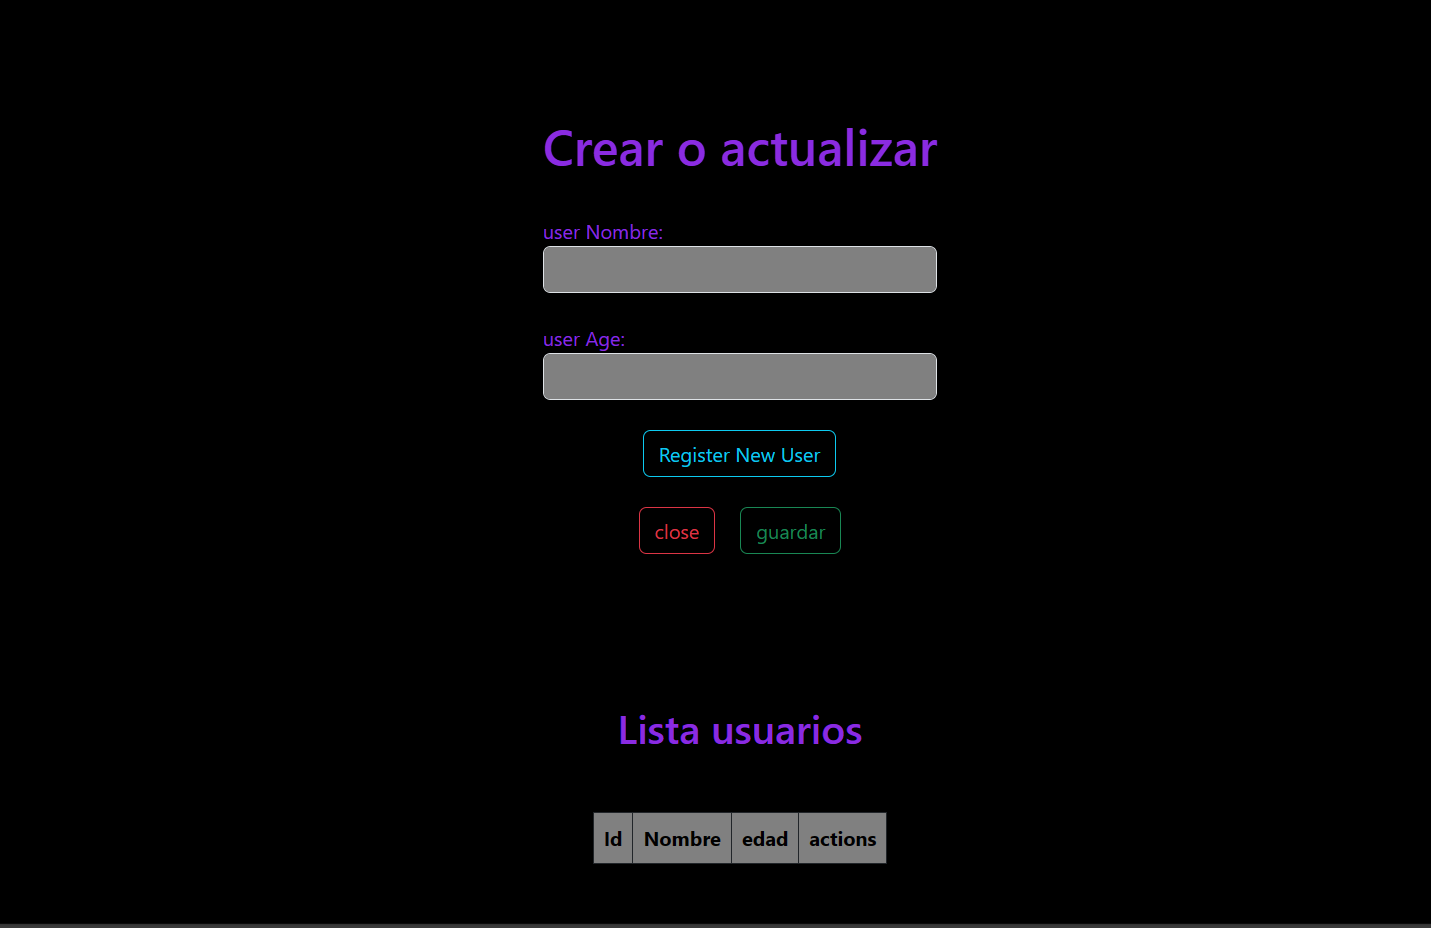 Crear o actualizar
user Nombre:
user Age:
Register New User
close guardar
Lista usuarios
Id Nombre edad actions